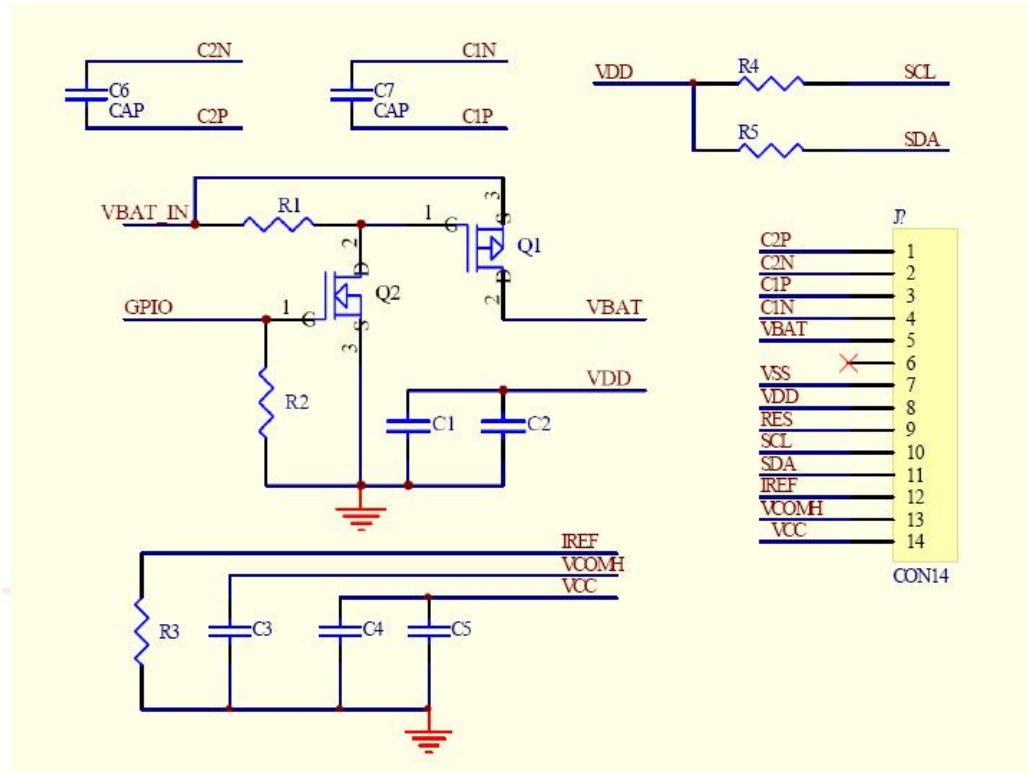 C2N
C6
CAP
C2P
C1N
C7
CAP
C1P
VDD
R4
SCL
R5
SDA
VBAT_IN
R1
1
G
3
S
Q1
D
2
VBAT
2
D
Q2
GPIO
1
G
S
3
R2
VDD
C1
C2
J?
C2P 1
C2N 2
C1P 3
C1N 4
VBAT 5
6
VSS 7
VDD 8
RES 9
SCL 10
SDA 11
IREF 12
VCOMH 13
VCC 14
CON14
IREF
VCOMH
VCC
R3
C3
C4
C5